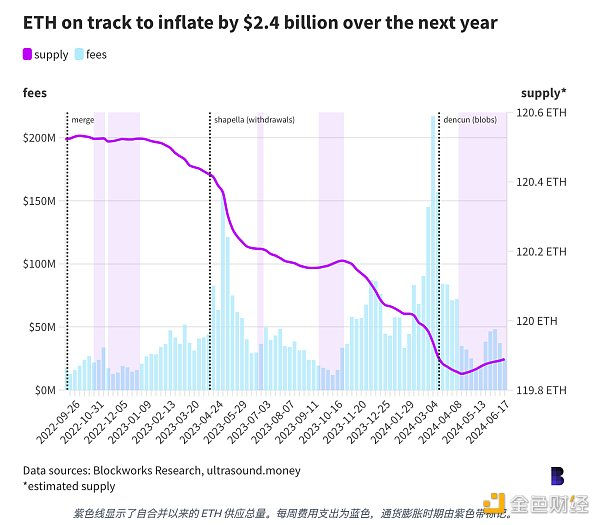 ETH on track to inflate by $2.4 billion over the next year
supply fees
fees supply*
merge shapella (withdrawals) dencun (blobs)
120.6 ETH
$200M
120.4 ETH
$150M
120.2 ETH
$100M
120 ETH
$50M
$0M 119.8 ETH
2022-09-26 2022-10-31 2022-12-05 2023-01-09 2023-02-13 2023-03-20 2023-04-24 2023-05-29 2023-07-03 2023-08-07 2023-09-11 2023-10-16 2023-11-20 2023-12-25 2024-01-29 2024-03-04 2024-04-08 2024-05-13 2024-06-17
Data sources: Blockworks Research, ultrasound.money
*estimated supply
紫色线显示了自合并以来的 ETH 供应总量。每周费用支出为蓝色，通货膨胀时期由紫色带标记。
金色财经